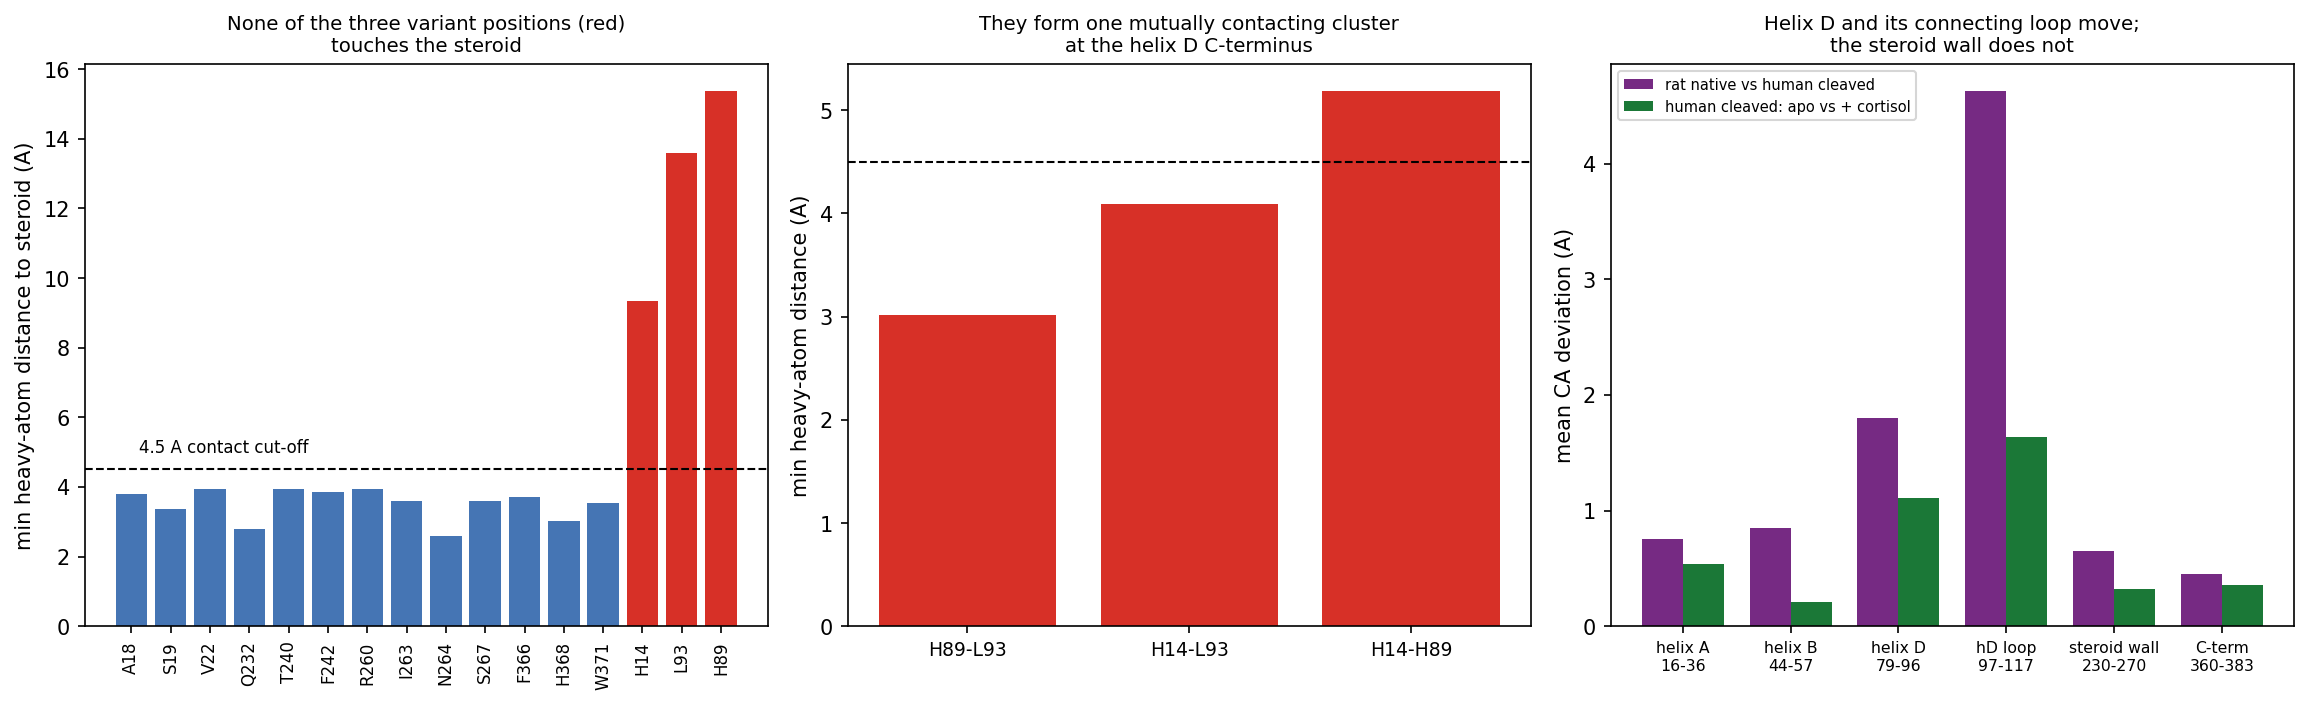 None of the three variant positions (red)
touches the steroid
min heavy-atom distance to steroid (A)
16
14
12
10
8
6
4
2
0
4.5 A contact cut-off
A18
S19
V22
Q232
T240
F242
R260
I263
N264
S267
F366
H368
W371
H14
L93
H89
They form one mutually contacting cluster
at the helix D C-terminus
min heavy-atom distance (A)
5
4
3
2
1
0
H89-L93
H14-L93
H14-H89
Helix D and its connecting loop move;
the steroid wall does not
mean CA deviation (A)
4
3
2
1
0
rat native vs human cleaved
human cleaved: apo vs + cortisol
helix A
16-36
helix B
44-57
helix D
79-96
hD loop
97-117
steroid wall
230-270
C-term
360-383